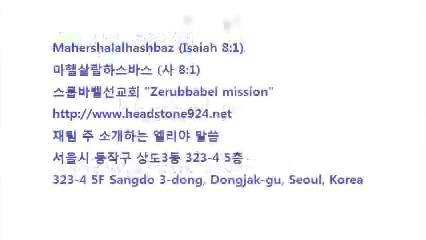 Mahershalalhashbaz (Isaiah 8:1)
마헬살랄하스바스 (사 8:1)
스룹바벨선교회 "Zerubbabel mission"
http://www.headstone924.net
재림 주 소개하는 엘리야 말씀
서울시 동작구 상도3동 323-4 5층
323-4 5F Sangdo 3-dong, Dongjak-gu, Seoul, Korea